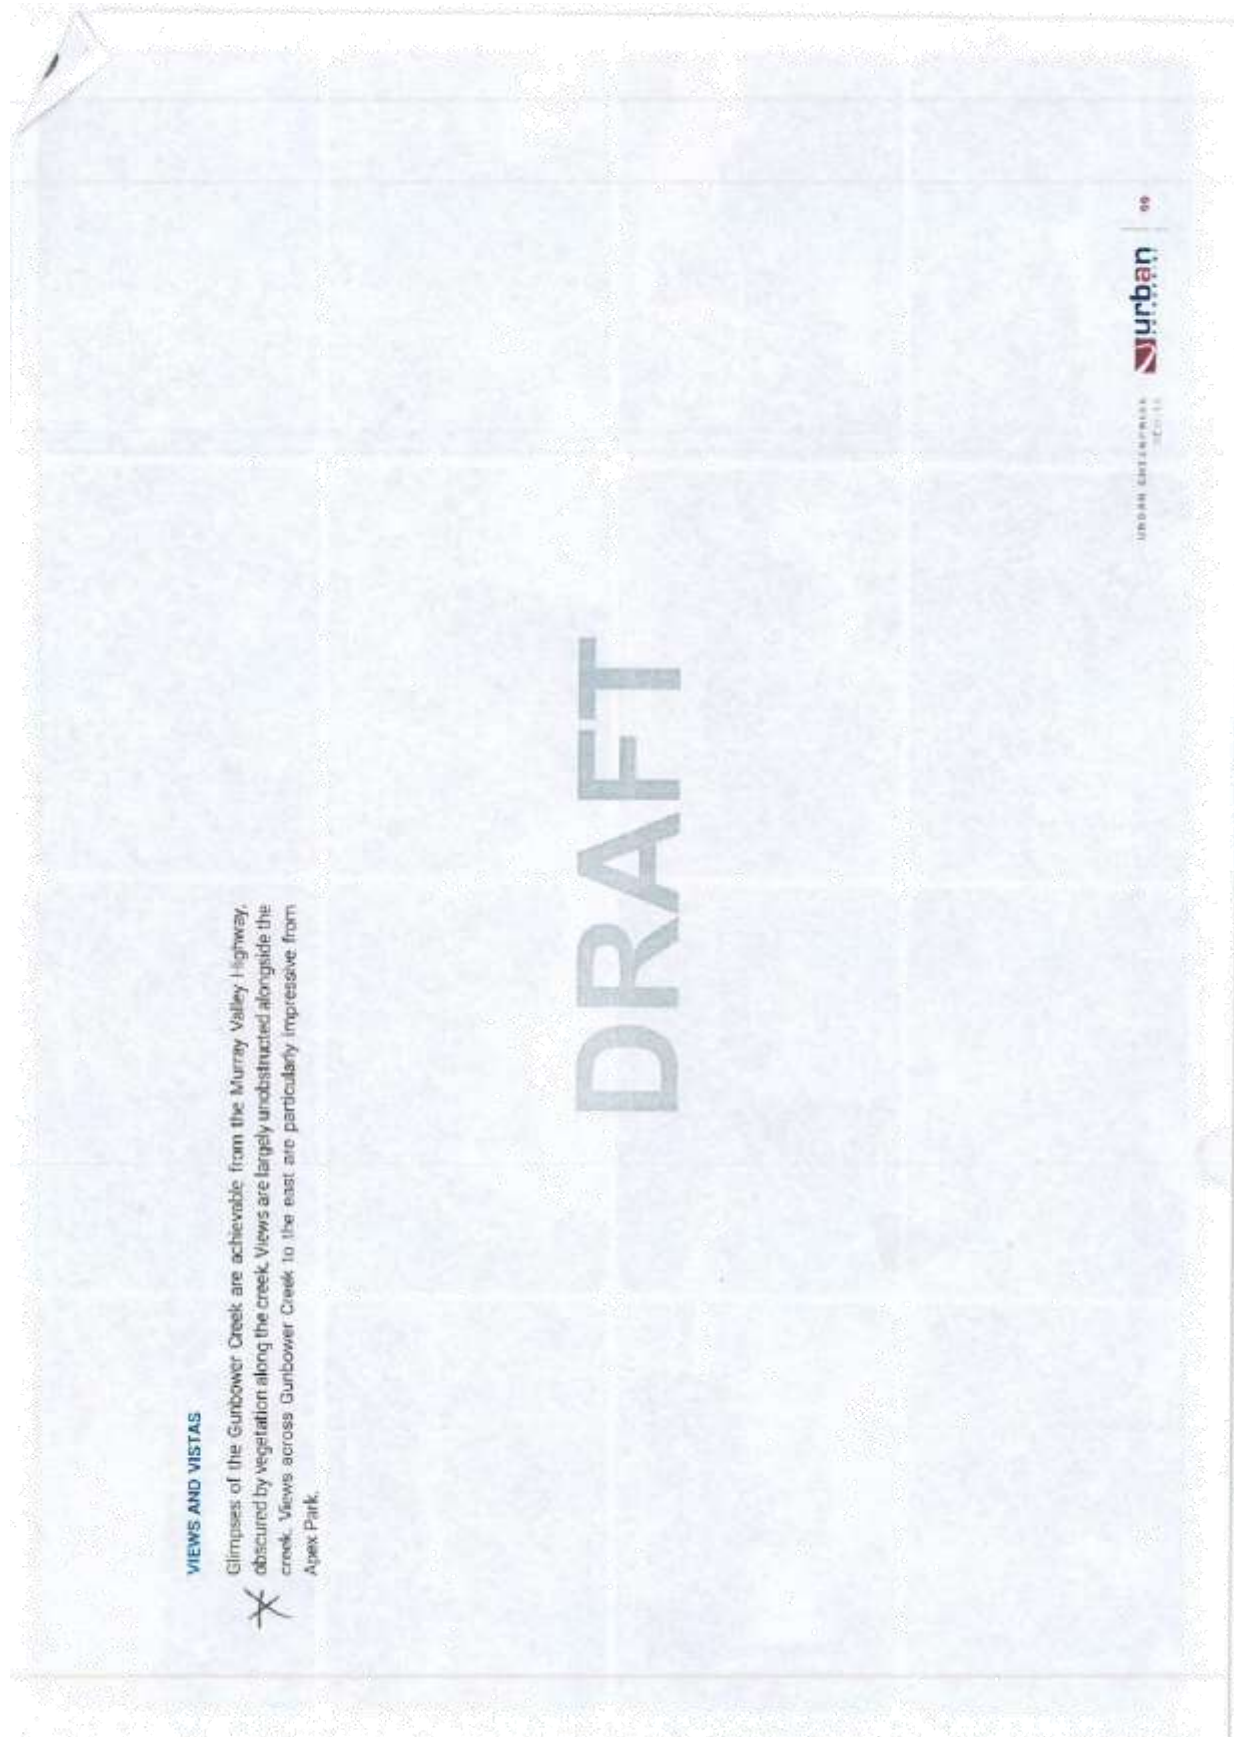 VIEWS AND VISTAS
Glimpses of the Gunbower Creek are achievable from the Murray Valley Highway,
obscured by vegetation along the creek. Views are largely unobstructed alongside the
creek. Views across Gunbower Creek to the east are particularly impressive from
Apex Park.
DRAFT
URBAN ENTERPRISE
urban